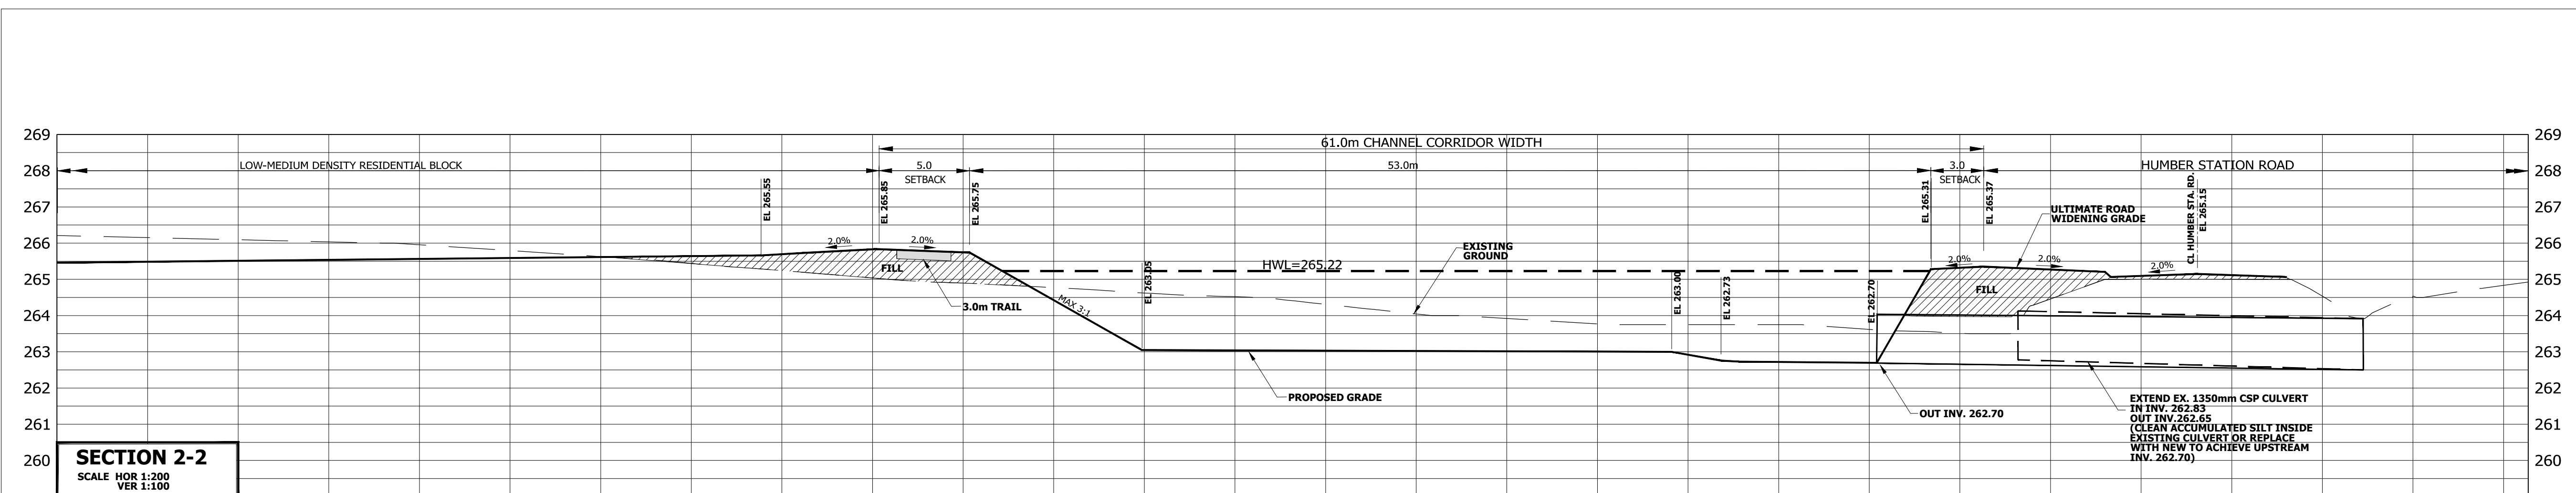 61.0m CHANNEL CORRIDOR WIDTH
LOW-MEDIUM DENSITY RESIDENTIAL BLOCK
5.0
SETBACK
53.0m
3.0
SETBACK
HUMBER STATION ROAD
269
268
267
266
265
264
263
262
261
260
EL 265.55
EL 265.85
EL 265.75
EL 263.05
EL 263.00
EL 262.73
EL 262.70
EL 265.31
EL 265.37
CL HUMBER STA. RD.
EL 265.15
2.0%
2.0%
FILL
3.0m TRAIL
MAX 3:1
HWL=265.22
EXISTING
GROUND
PROPOSED GRADE
ULTIMATE ROAD
WIDENING GRADE
2.0%
2.0%
2.0%
FILL
OUT INV. 262.70
EXTEND EX. 1350mm CSP CULVERT
IN INV. 262.83
OUT INV.262.65
(CLEAN ACCUMULATED SILT INSIDE
EXISTING CULVERT OR REPLACE
WITH NEW TO ACHIEVE UPSTREAM
INV. 262.70)
269
268
267
266
265
264
263
262
261
260
SECTION 2-2
SCALE HOR 1:200
VER 1:100